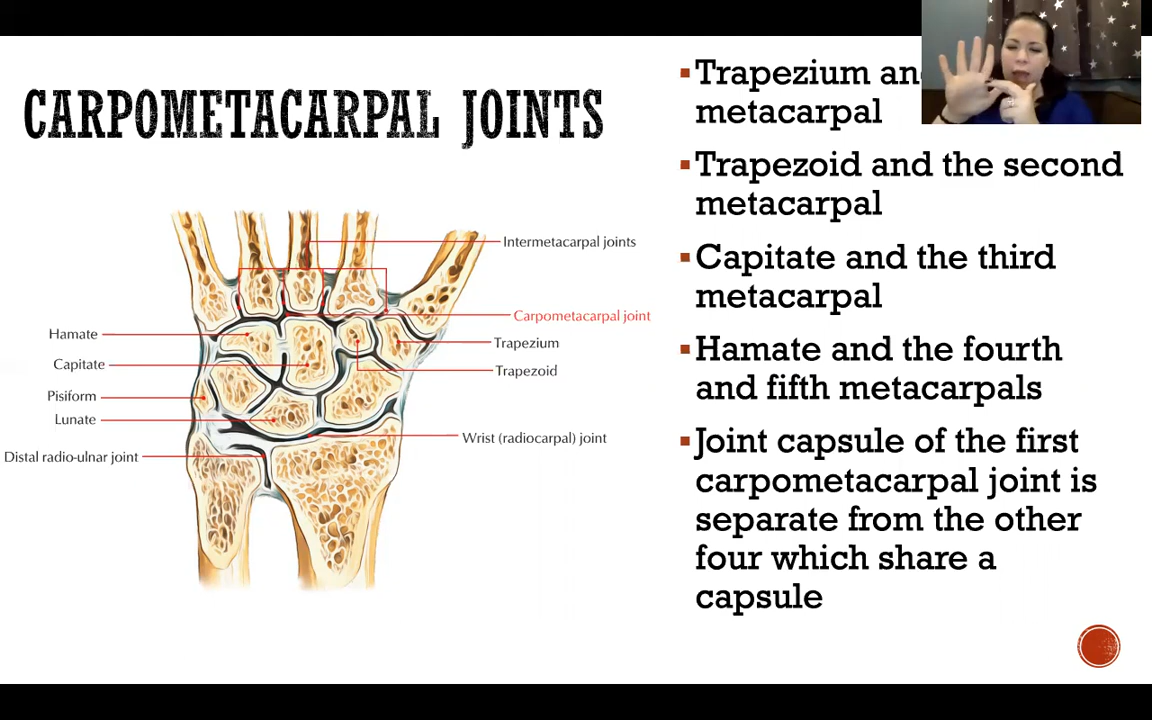 CARPOMETACARPAL JOINTS
Intermetacarpal joints
Carpometacarpal joint
Hamate
Trapezium
Capitate
Trapezoid
Pisiform
Lunate
Wrist (radiocarpal) joint
Distal radio-ulnar joint
▪Trapezium
metacarpal
▪Trapezoid and the second
metacarpal
▪Capitate and the third
metacarpal
▪Hamate and the fourth
and fifth metacarpals
▪Joint capsule of the first
carpometacarpal joint is
separate from the other
four which share a
capsule